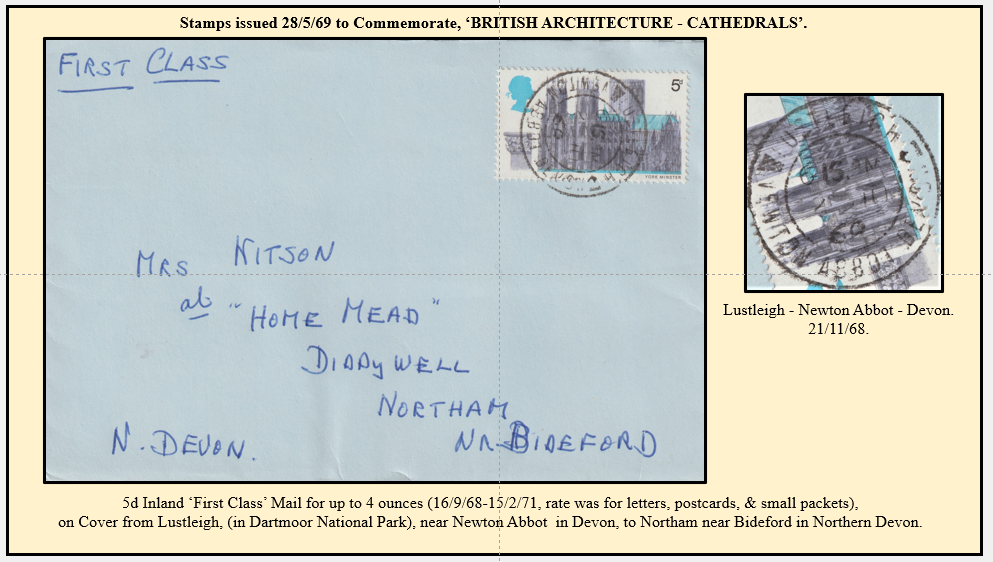 Stamps issued 28/5/69 to Commemorate, ‘BRITISH ARCHITECTURE - CATHEDRALS’.
FIRST CLASS
5d
YORK MINSTER
MRS KITSON
at "HOME MEAD"
DIDDYWELL
NORTHAM
N. DEVON.
NR. BIDEFORD
LUSTLEIGH
NEWTON ABBOT
Lustleigh - Newton Abbot - Devon.
21/11/68.
5d Inland ‘First Class’ Mail for up to 4 ounces (16/9/68-15/2/71, rate was for letters, postcards, & small packets),
on Cover from Lustleigh, (in Dartmoor National Park), near Newton Abbot in Devon, to Northam near Bideford in Northern Devon.